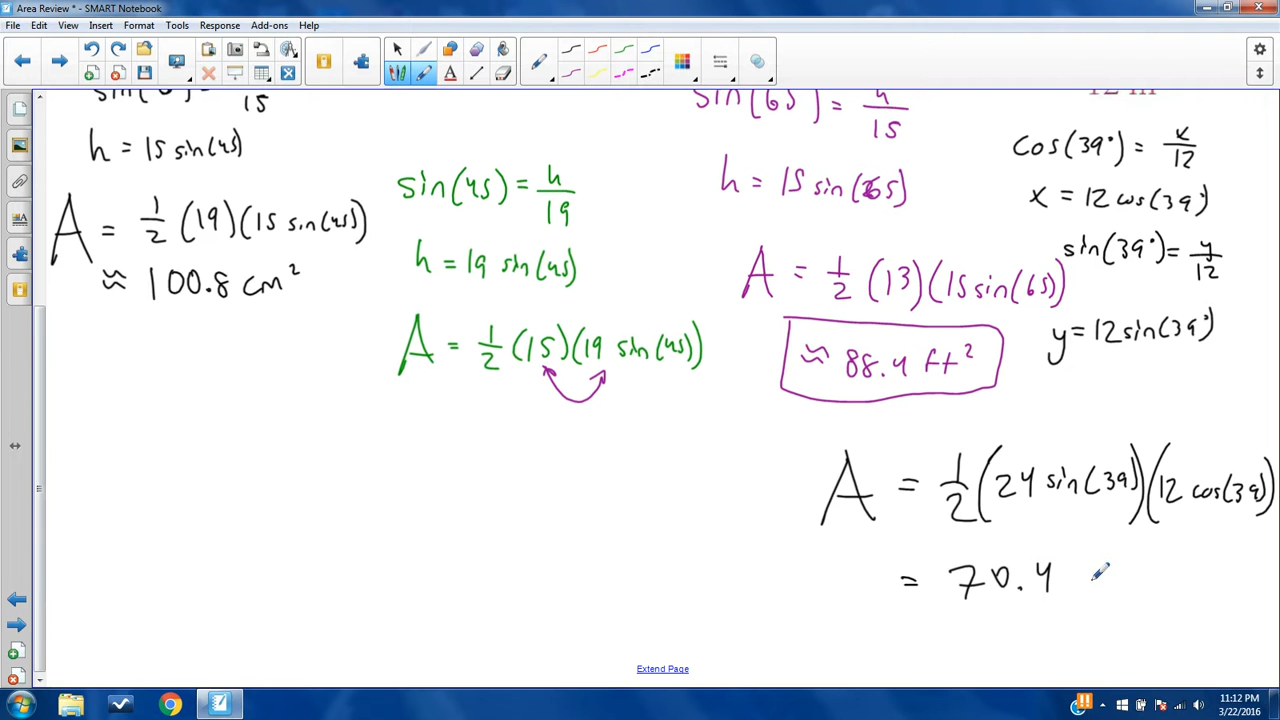 Area Review * - SMART Notebook
File Edit View Insert Format Tools Response Add-ons Help
15
h = 15 sin(45)
A = 1/2 (19)(15 sin(45))
≈ 100.8 cm²
sin(45) = h/19
h = 19 sin(45)
A = 1/2 (15)(19 sin(45))
sin(65) = h/15
h = 15 sin(65)
A = 1/2 (13)(15 sin(65))
≈ 88.4 ft²
cos(39°) = x/12
x = 12 cos(39)
sin(39°) = y/12
y = 12 sin(39°)
A = 1/2 (24 sin(39))(12 cos(39))
= 70.4
Extend Page
11:12 PM
3/22/2016